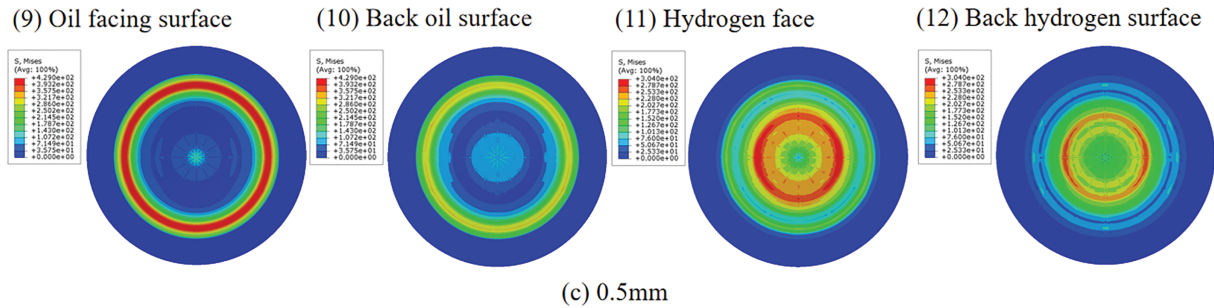 (9) Oil facing surface
(10) Back oil surface
(11) Hydrogen face
(12) Back hydrogen surface
S, Mises
(Avg: 100%)
+4.290e+02
+3.932e+02
+3.575e+02
+3.217e+02
+2.860e+02
+2.502e+02
+2.145e+02
+1.787e+02
+1.430e+02
+1.072e+02
+7.149e+01
+3.575e+01
+0.000e+00
S, Mises
(Avg: 100%)
+4.290e+02
+3.932e+02
+3.575e+02
+3.217e+02
+2.860e+02
+2.502e+02
+2.145e+02
+1.787e+02
+1.430e+02
+1.072e+02
+7.149e+01
+3.575e+01
+0.000e+00
S, Mises
(Avg: 100%)
+3.040e+02
+2.787e+02
+2.533e+02
+2.280e+02
+2.027e+02
+1.773e+02
+1.520e+02
+1.267e+02
+1.013e+02
+7.600e+01
+5.067e+01
+2.533e+01
+0.000e+00
S, Mises
(Avg: 100%)
+3.040e+02
+2.787e+02
+2.533e+02
+2.280e+02
+2.027e+02
+1.773e+02
+1.520e+02
+1.267e+02
+1.013e+02
+7.600e+01
+5.067e+01
+2.533e+01
+0.000e+00
(c) 0.5mm